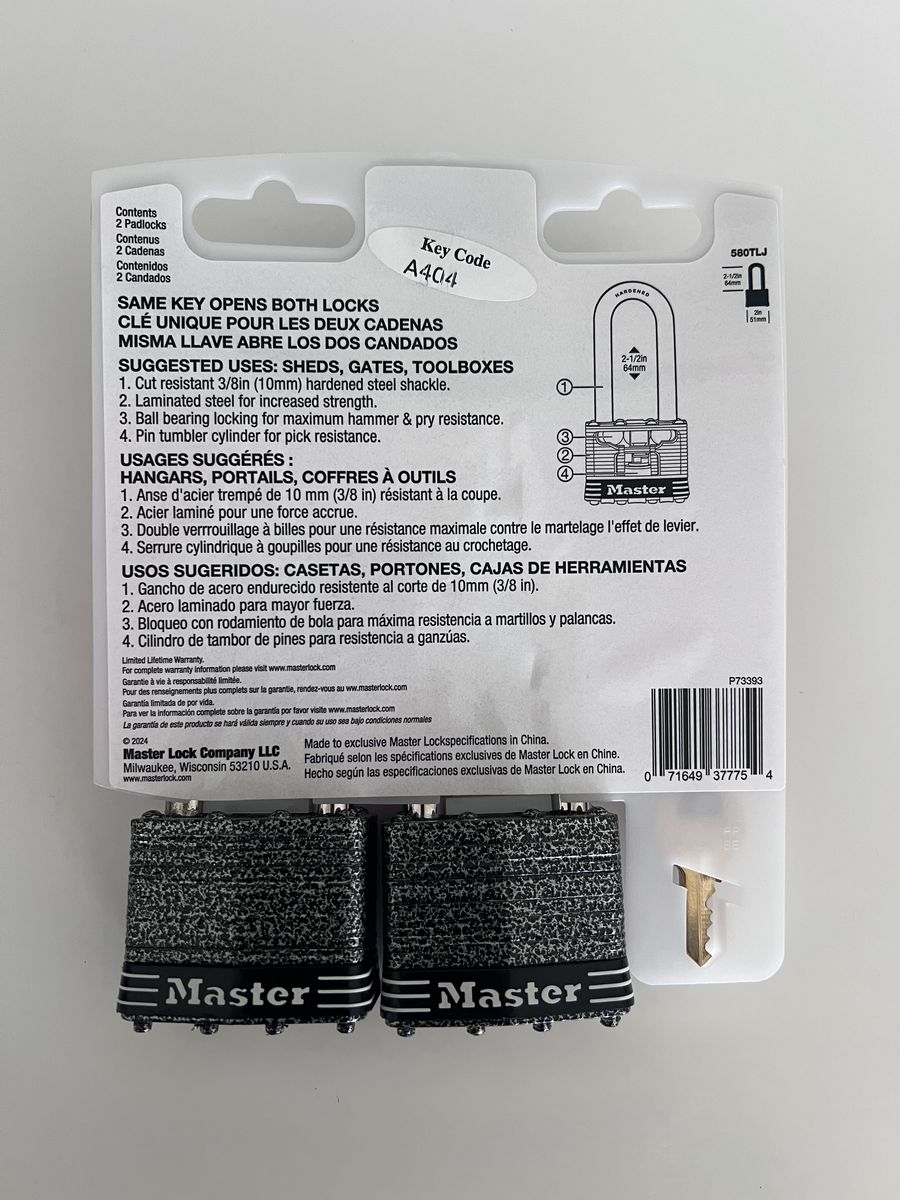 Contents
2 Padlocks
Contenus
2 Cadenas
Contenidos
2 Candados
Key Code
A404
580TLJ
2-1/2in
64mm
2in
51mm
SAME KEY OPENS BOTH LOCKS
CLÉ UNIQUE POUR LES DEUX CADENAS
MISMA LLAVE ABRE LOS DOS CANDADOS
SUGGESTED USES: SHEDS, GATES, TOOLBOXES
1. Cut resistant 3/8in (10mm) hardened steel shackle.
2. Laminated steel for increased strength.
3. Ball bearing locking for maximum hammer & pry resistance.
4. Pin tumbler cylinder for pick resistance.
HARDENED
2-1/2in
64mm
1
3
2
4
Master
USAGES SUGGÉRÉS :
HANGARS, PORTAILS, COFFRES À OUTILS
1. Anse d'acier trempé de 10 mm (3/8 in) résistant à la coupe.
2. Acier laminé pour une force accrue.
3. Double verrrouillage à billes pour une résistance maximale contre le martelage l'effet de levier.
4. Serrure cylindrique à goupilles pour une résistance au crochetage.
USOS SUGERIDOS: CASETAS, PORTONES, CAJAS DE HERRAMIENTAS
1. Gancho de acero endurecido resistente al corte de 10mm (3/8 in).
2. Acero laminado para mayor fuerza.
3. Bloqueo con rodamiento de bola para máxima resistencia a martillos y palancas.
4. Cilindro de tambor de pines para resistencia a ganzúas.
Limited Lifetime Warranty.
For complete warranty information please visit www.masterlock.com
Garantie à vie à responsabilité limitée.
Pour des renseignements plus complets sur la garantie, rendez-vous au ww.masterlock.com
Garantía limitada de por vida.
Para ver la información complete sobre la garantía por favor visite www.masterlock.com
La garantía de este producto se hará válida siempre y cuando su uso sea bajo condiciones normales
© 2024
Master Lock Company LLC
Milwaukee, Wisconsin 53210 U.S.A.
www.masterlock.com
Made to exclusive Master Lockspecifications in China.
Fabriqué selon les spécifications exclusives de Master Lock en Chine.
Hecho según las especificaciones exclusivas de Master Lock en China.
P73393
0 71649 37775 4
Master
Master